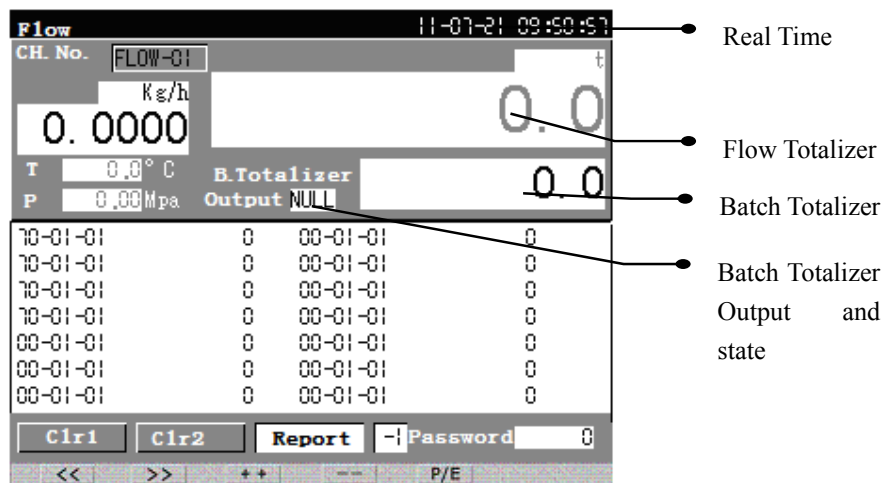 Flow 11-07-21 09:50:57
Real Time
CH. No. FLOW-01 t
Kg/h
0. 0000 0. 0
Flow Totalizer
T 0.0° C B.Totalizer 0. 0
P 0.00 Mpa Output NULL
Batch Totalizer
70-01-01 0 00-01-01 0
70-01-01 0 00-01-01 0
70-01-01 0 00-01-01 0
70-01-01 0 00-01-01 0
00-01-01 0 00-01-01 0
00-01-01 0 00-01-01 0
00-01-01 0 00-01-01 0
Batch Totalizer
Output and
state
Clr1 Clr2 Report -1 Password 0
<< >> ++ -- P/E